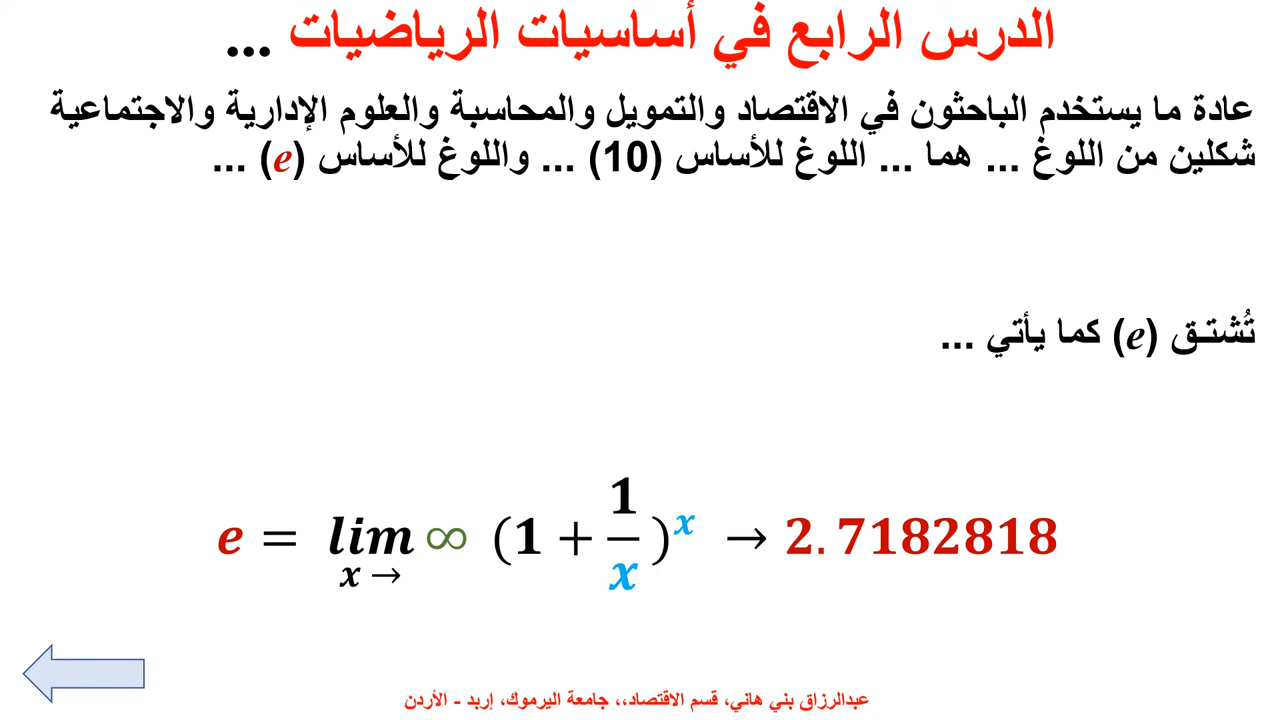 الدرس الرابع في أساسيات الرياضيات ...
عادة ما يستخدم الباحثون في الاقتصاد والتمويل والمحاسبة والعلوم الإدارية والاجتماعية
شكلين من اللوغ ... هما ... اللوغ للأساس (10) ... واللوغ للأساس (e) ...
تُشتـق (e) كما يأتي ...
e = lim x→ ∞ (1 + 1/x)^x → 2.7182818
عبدالرزاق بني هاني، قسم الاقتصاد،، جامعة اليرموك، إربد - الأردن